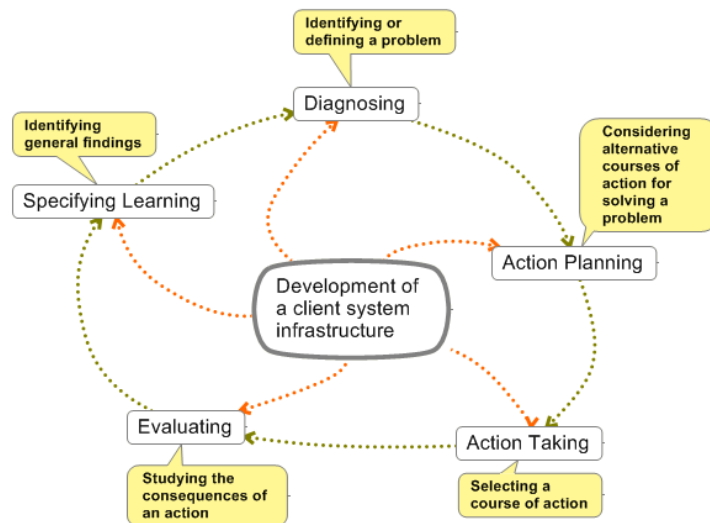 Identifying or
defining a problem
Diagnosing
Identifying
general findings
Specifying Learning
Considering
alternative
courses of
action for
solving a
problem
Action Planning
Development of
a client system
infrastructure
Evaluating
Studying the
consequences of
an action
Action Taking
Selecting a
course of action